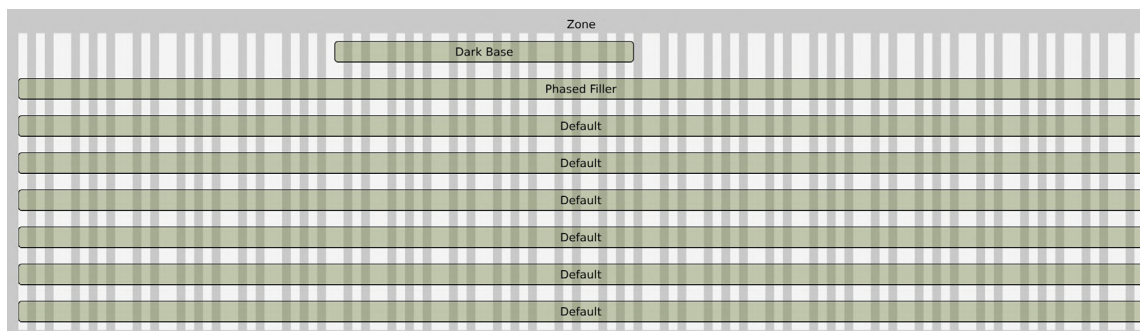 Zone
Dark Base
Phased Filler
Default
Default
Default
Default
Default
Default